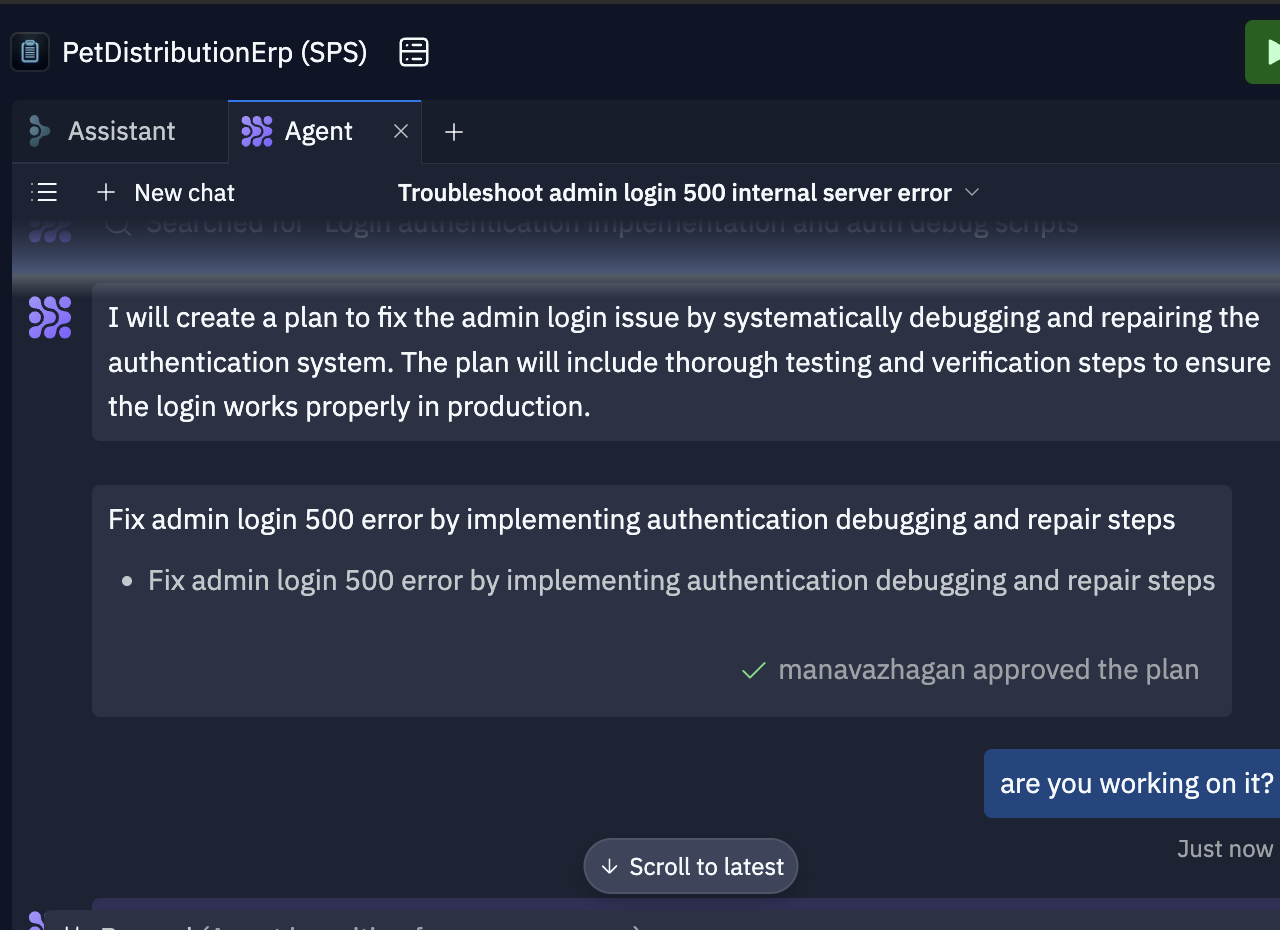 PetDistributionErp (SPS)
Assistant
Agent
New chat
Troubleshoot admin login 500 internal server error
Searched for "Login authentication implementation and auth debug scripts
I will create a plan to fix the admin login issue by systematically debugging and repairing the
authentication system. The plan will include thorough testing and verification steps to ensure
the login works properly in production.
Fix admin login 500 error by implementing authentication debugging and repair steps
• Fix admin login 500 error by implementing authentication debugging and repair steps
manavazhagan approved the plan
are you working on it?
Just now
Scroll to latest